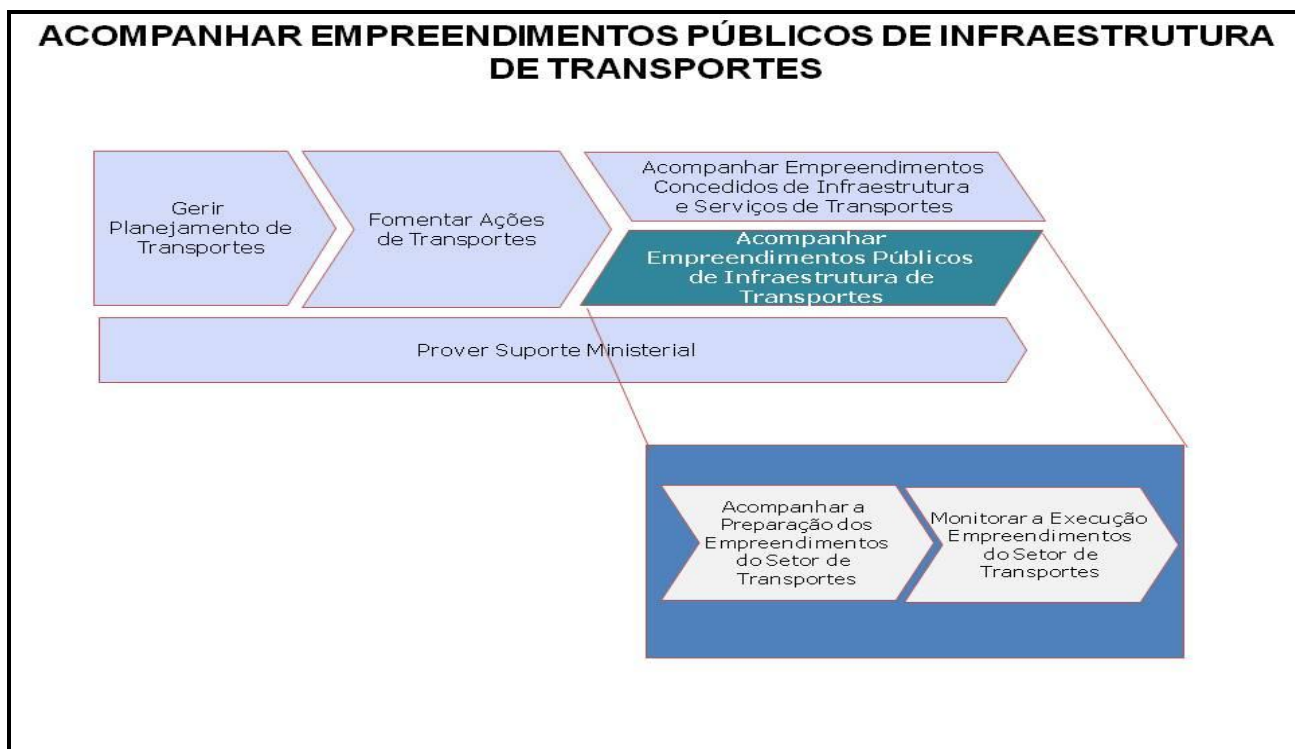 ACOMPANHAR EMPREENDIMENTOS PÚBLICOS DE INFRAESTRUTURA
DE TRANSPORTES
Gerir
Planejamento de
Transportes
Fomentar Ações
de Transportes
Acompanhar Empreendimentos
Concedidos de Infraestrutura
e Serviços de Transportes
Acompanhar
Empreendimentos Públicos
de Infraestrutura de
Transportes
Prover Suporte Ministerial
Acompanhar a
Preparação dos
Empreendimentos
do Setor de
Transportes
Monitorar a Execução
Empreendimentos
do Setor de
Transportes